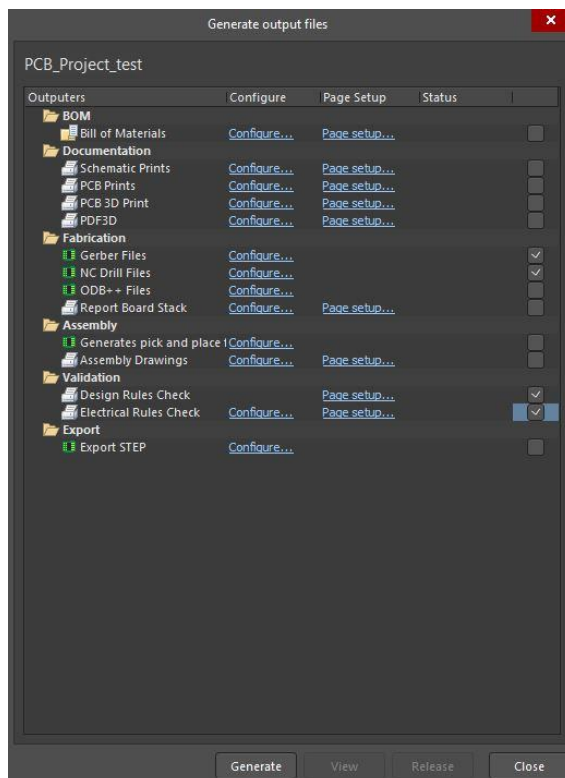 Generate output files
PCB_Project_test
Outputers Configure Page Setup Status
BOM
Bill of Materials Configure... Page setup...
Documentation
Schematic Prints Configure... Page setup...
PCB Prints Configure... Page setup...
PCB 3D Print Configure... Page setup...
PDF3D Configure... Page setup...
Fabrication
Gerber Files Configure...
NC Drill Files Configure...
ODB++ Files Configure...
Report Board Stack Configure... Page setup...
Assembly
Generates pick and place f Configure...
Assembly Drawings Configure... Page setup...
Validation
Design Rules Check Page setup...
Electrical Rules Check Configure... Page setup...
Export
Export STEP Configure...
Generate View Release Close